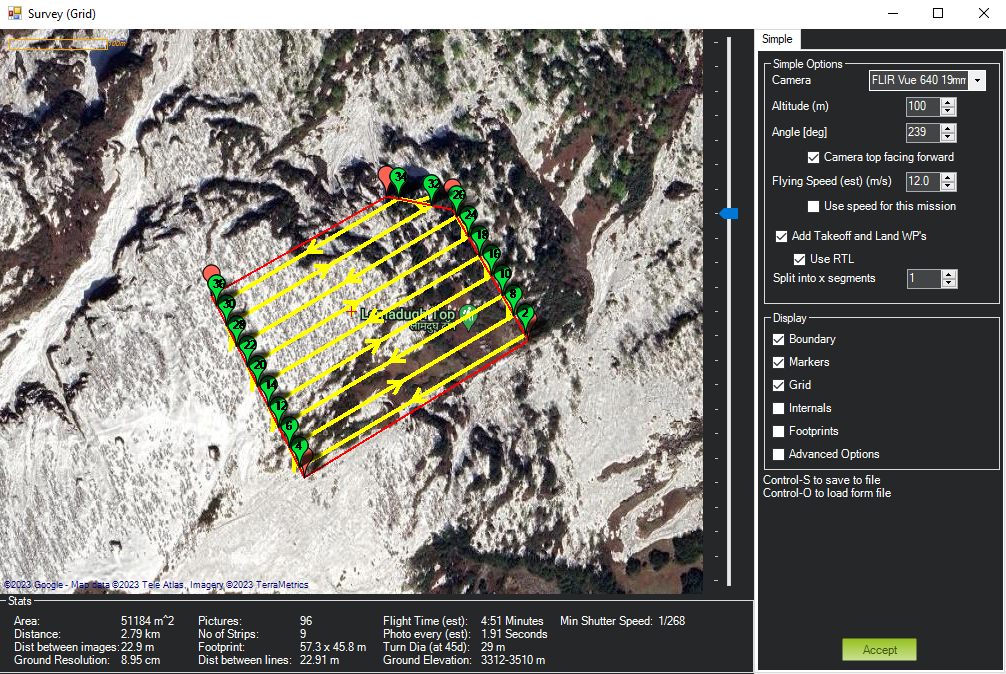 Survey (Grid)
100m
Simple
Simple Options
Camera FLIR Vue 640 19mm
Altitude (m) 100
Angle [deg] 239
Camera top facing forward
Flying Speed (est) (m/s) 12.0
Use speed for this mission
Add Takeoff and Land WP's
Use RTL
Split into x segments 1
Display
Boundary
Markers
Grid
Internals
Footprints
Advanced Options
Control-S to save to file
Control-O to load form file
Accept
34
32
26
24
18
16
10
8
2
36
30
28
22
20
14
12
6
4
Top
©2023 Google - Map data ©2023 Tele Atlas, Imagery ©2023 TerraMetrics
Stats
Area: 51184 m^2 Pictures: 96 Flight Time (est): 4:51 Minutes Min Shutter Speed: 1/268
Distance: 2.79 km No of Strips: 9 Photo every (est): 1.91 Seconds
Dist between images: 22.9 m Footprint: 57.3 x 45.8 m Turn Dia (at 45d): 29 m
Ground Resolution: 8.95 cm Dist between lines: 22.91 m Ground Elevation: 3312-3510 m